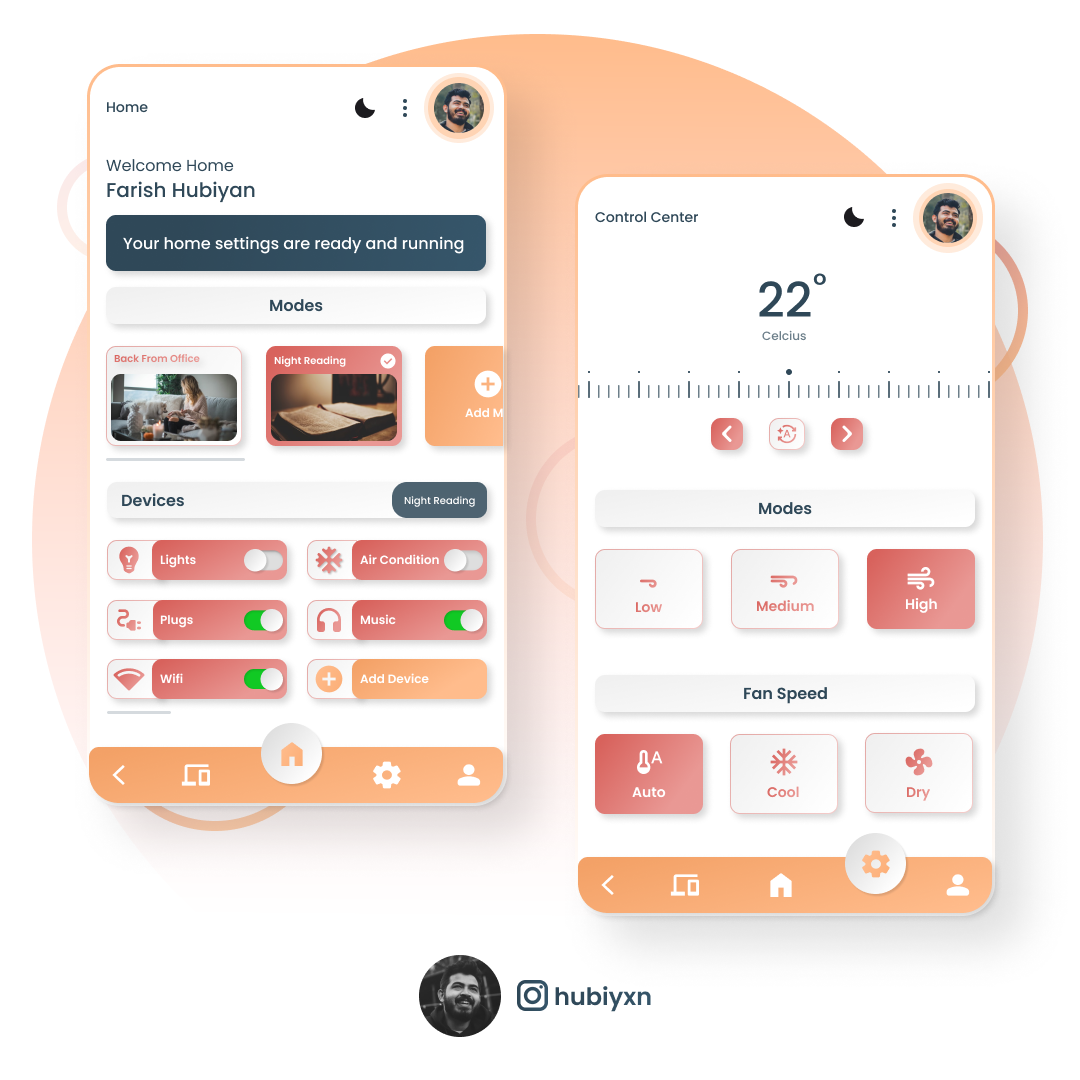 Home
Welcome Home
Farish Hubiyan
Your home settings are ready and running
Modes
Back From Office
Night Reading
Add M
Devices
Night Reading
Lights
Air Condition
Plugs
Music
Wifi
Add Device
Control Center
22°
Celcius
A
Modes
Low
Medium
High
Fan Speed
A
Auto
Cool
Dry
hubiyxn